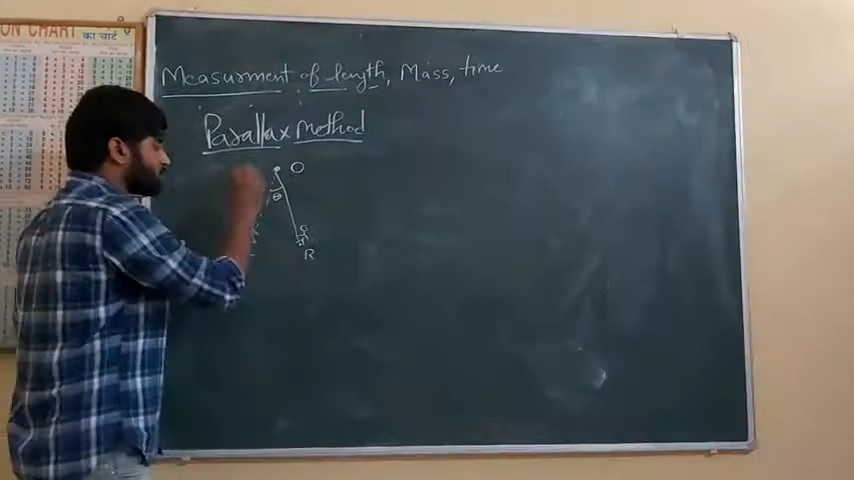 ON CHART का चार्ट
Measurment of length, Mass, time
Parallax Method
O
θ
R